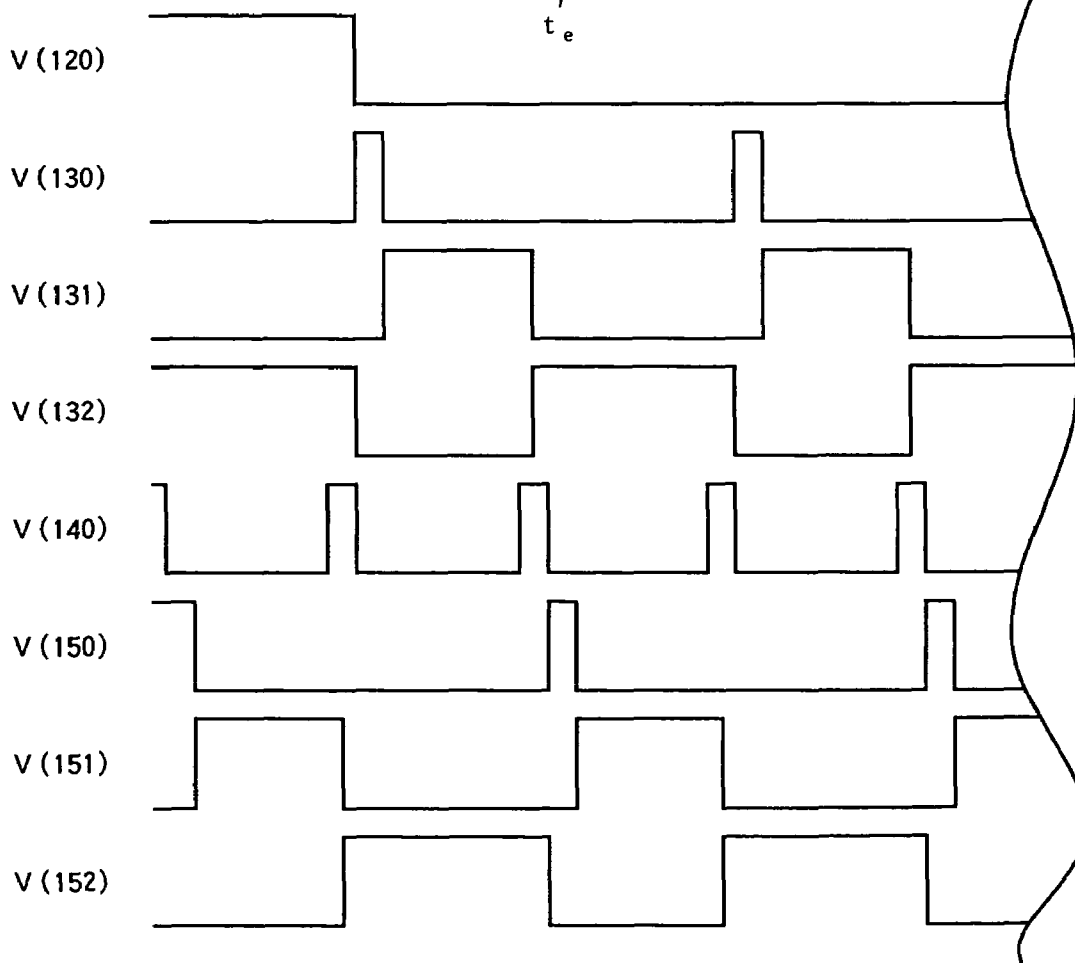 t e
V (120)
V (130)
V (131)
V (132)
V (140)
V (150)
V (151)
V (152)